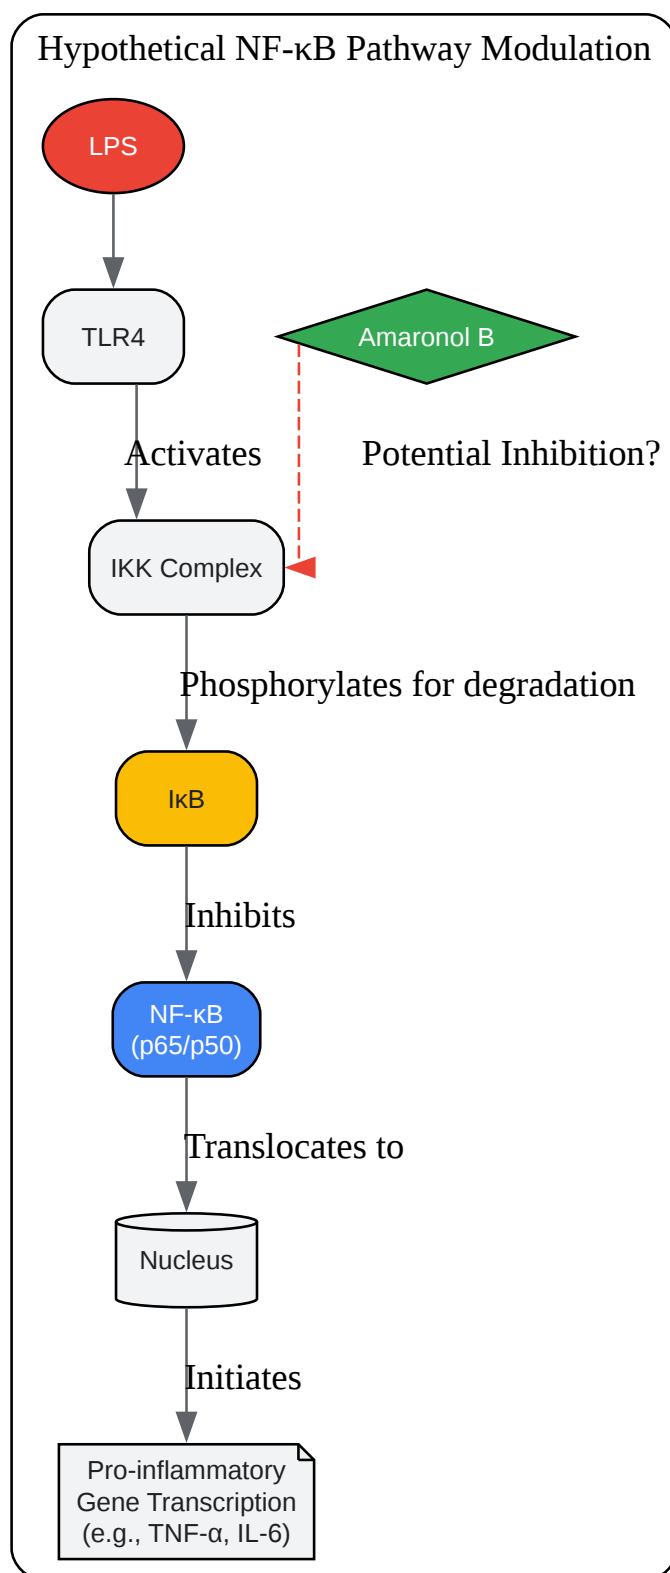 Hypothetical NF-κB Pathway Modulation
LPS
TLR4
Amaronol B
Activates
Potential Inhibition?
IKK Complex
Phosphorylates for degradation
IκB
Inhibits
NF-κB
(p65/p50)
Translocates to
Nucleus
Initiates
Pro-inflammatory
Gene Transcription
(e.g., TNF-α, IL-6)